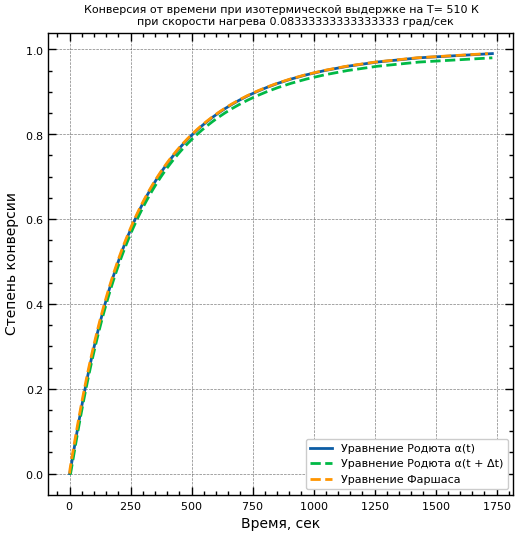 Конверсия от времени при изотермической выдержке на T= 510 K
при скорости нагрева 0.08333333333333333 град/сек
Степень конверсии
1.0
0.8
0.6
0.4
0.2
0.0
0 250 500 750 1000 1250 1500 1750
Время, сек
Уравнение Родюта α(t)
Уравнение Родюта α(t + Δt)
Уравнение Фаршаса